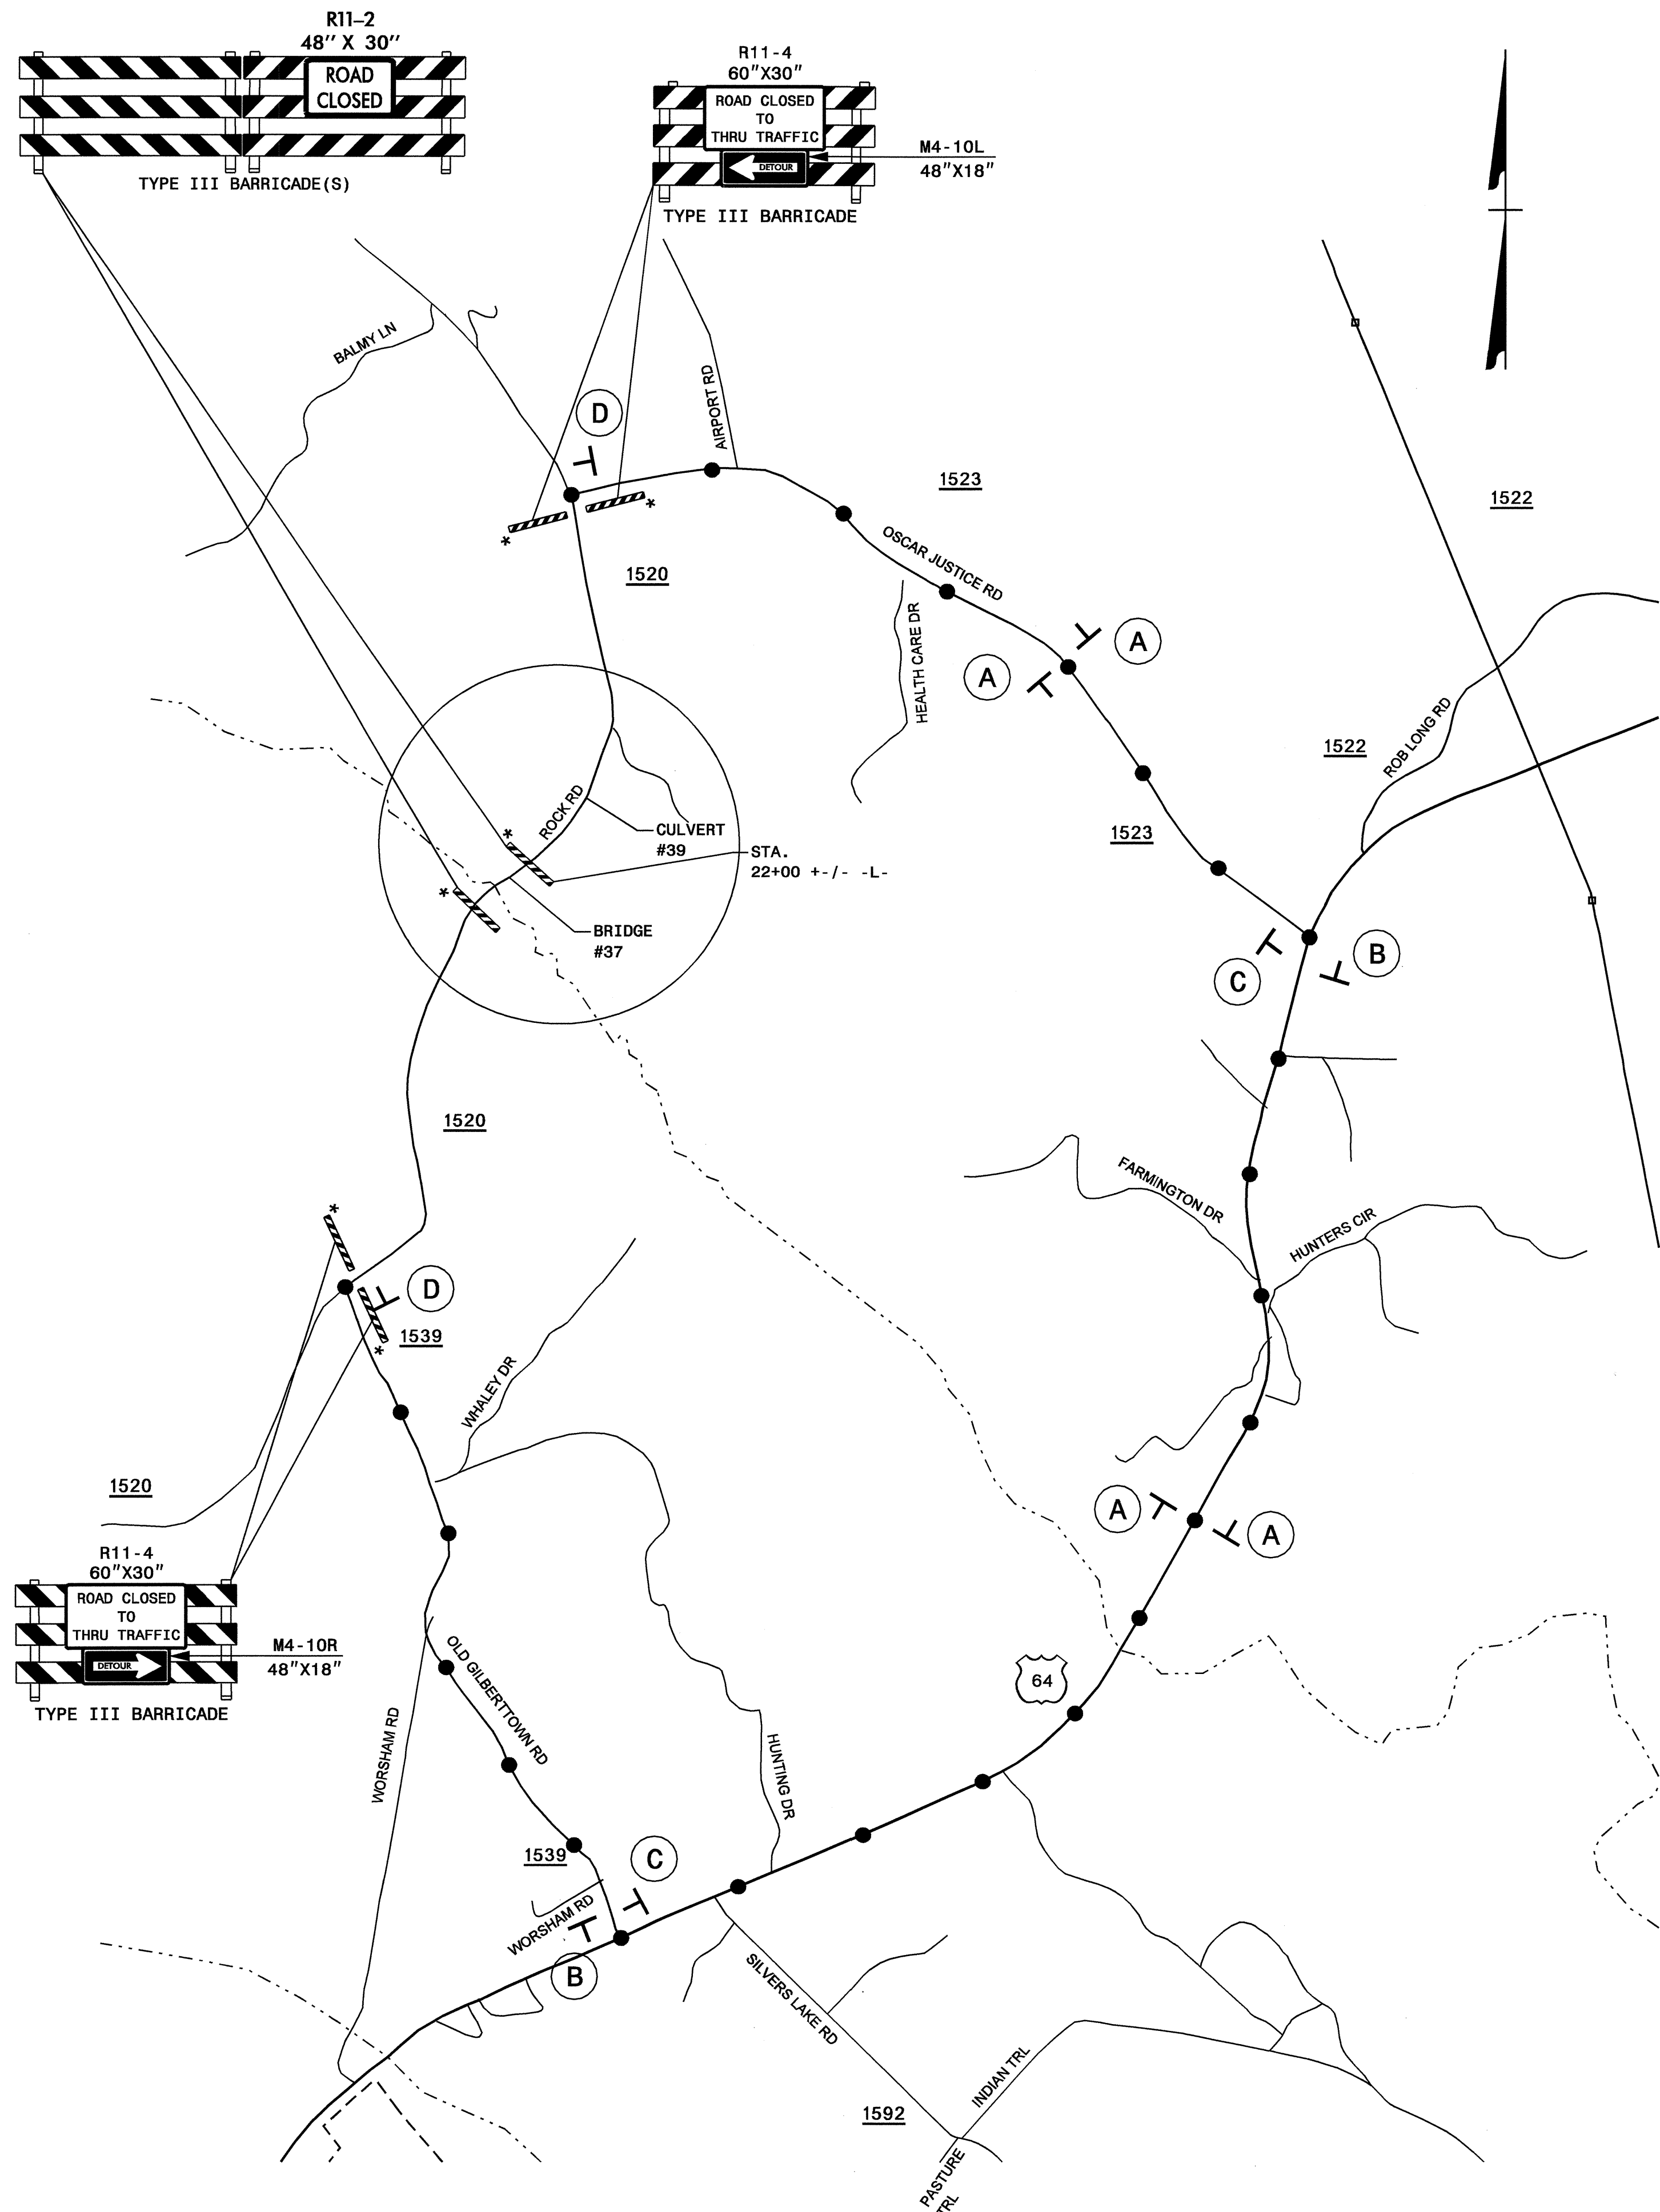 R11-2
48" X 30"
ROAD
CLOSED
TYPE III BARRICADE(S)
R11-4
60"X30"
ROAD CLOSED
TO
THRU TRAFFIC
DETOUR
M4-10L
48"X18"
TYPE III BARRICADE
BALMY LN
D
AIRPORT RD
1523
1522
*
*
OSCAR JUSTICE RD
1520
HEALTH CARE DR
A
A
ROB LONG RD
1522
ROCK RD
*
CULVERT
#39
1523
STA.
22+00 +-/- -L-
*
BRIDGE
#37
B
C
1520
FARMINGTON DR
HUNTERS CIR
*
D
1539
*
WHALEY DR
1520
A
A
R11-4
60"X30"
ROAD CLOSED
TO
THRU TRAFFIC
DETOUR
M4-10R
48"X18"
TYPE III BARRICADE
64
OLD GILBERTTOWN RD
WORSHAM RD
HUNTING DR
1539
C
WORSHAM RD
B
SILVERS LAKE RD
INDIAN TRL
1592
PASTURE
TRL